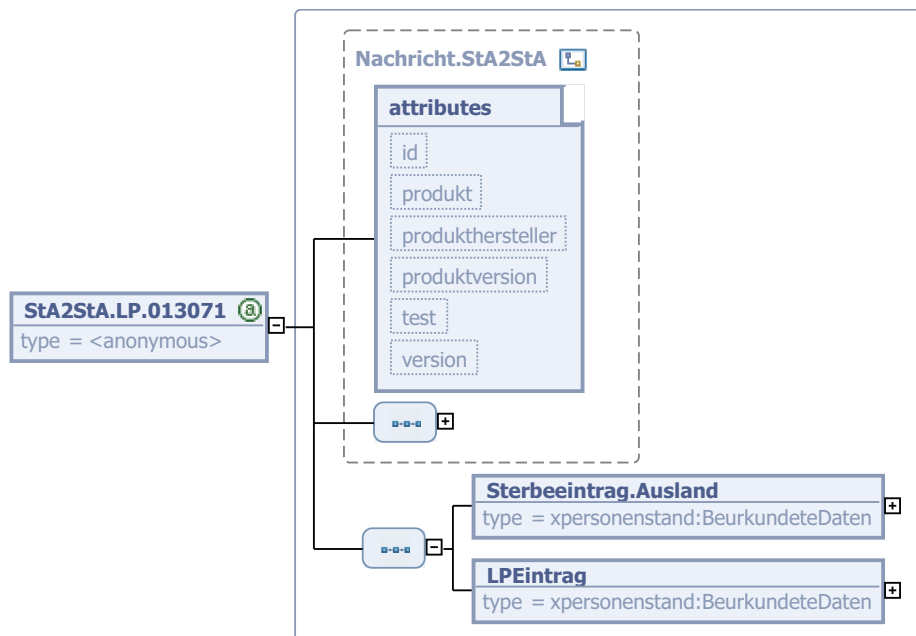 Nachricht.StA2StA
attributes
id
produkt
produkthersteller
produktversion
test
version
StA2StA.LP.013071 @
type = <anonymous>
Sterbeeintrag.Ausland
type = xpersonenstand:BeurkundeteDaten
LPEintrag
type = xpersonenstand:BeurkundeteDaten